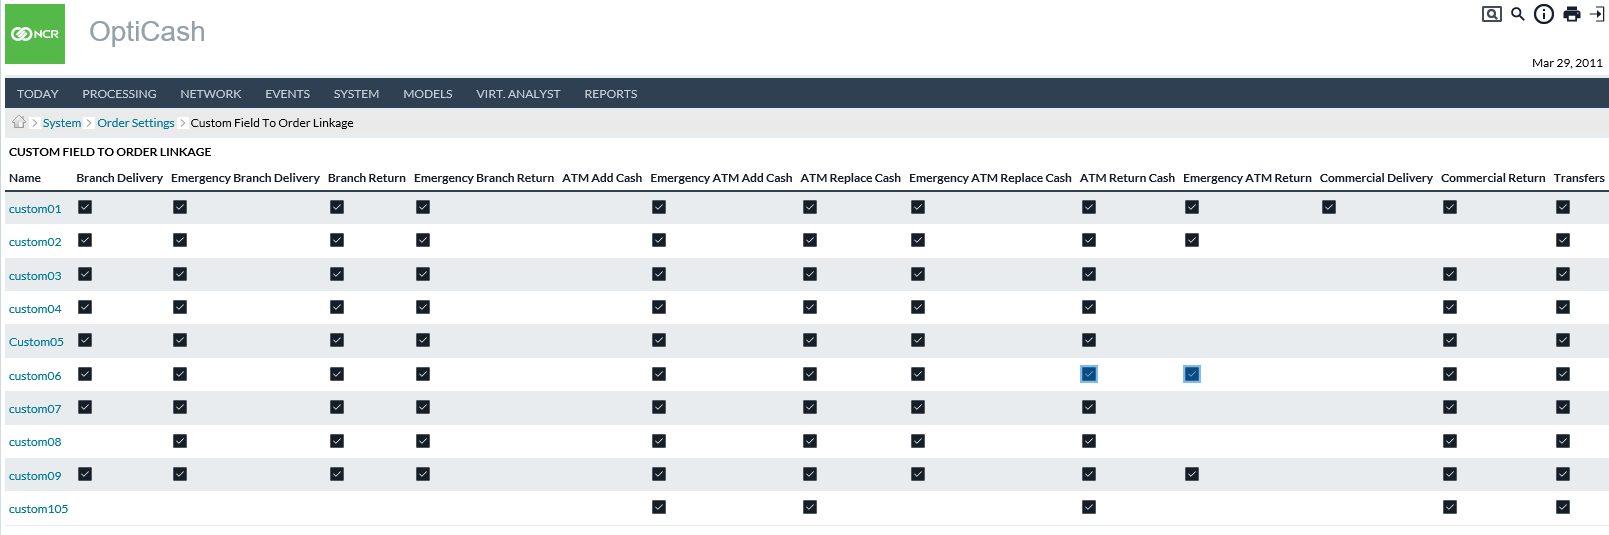 NCR
OptiCash
Mar 29, 2011
TODAY PROCESSING NETWORK EVENTS SYSTEM MODELS VIRT. ANALYST REPORTS
System Order Settings Custom Field To Order Linkage
CUSTOM FIELD TO ORDER LINKAGE
Name Branch Delivery Emergency Branch Delivery Branch Return Emergency Branch Return ATM Add Cash Emergency ATM Add Cash ATM Replace Cash Emergency ATM Replace Cash ATM Return Cash Emergency ATM Return Commercial Delivery Commercial Return Transfers
custom01
custom02
custom03
custom04
Custom05
custom06
custom07
custom08
custom09
custom105